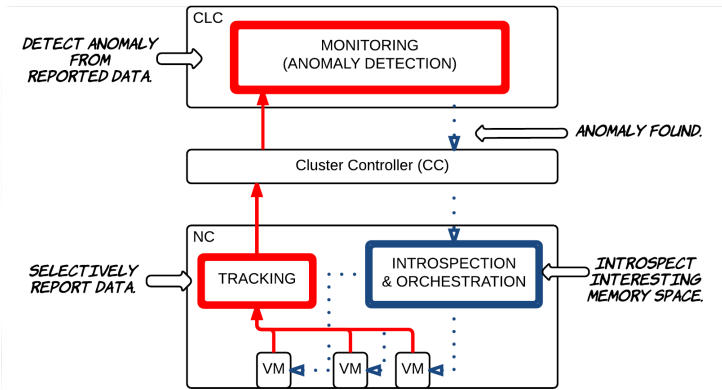 CLC
MONITORING
(ANOMALY DETECTION)
DETECT ANOMALY
FROM
REPORTED DATA.
ANOMALY FOUND.
Cluster Controller (CC)
NC
TRACKING
INTROSPECTION
& ORCHESTRATION
SELECTIVELY
REPORT DATA.
INTROSPECT
INTERESTING
MEMORY SPACE.
VM
VM
VM